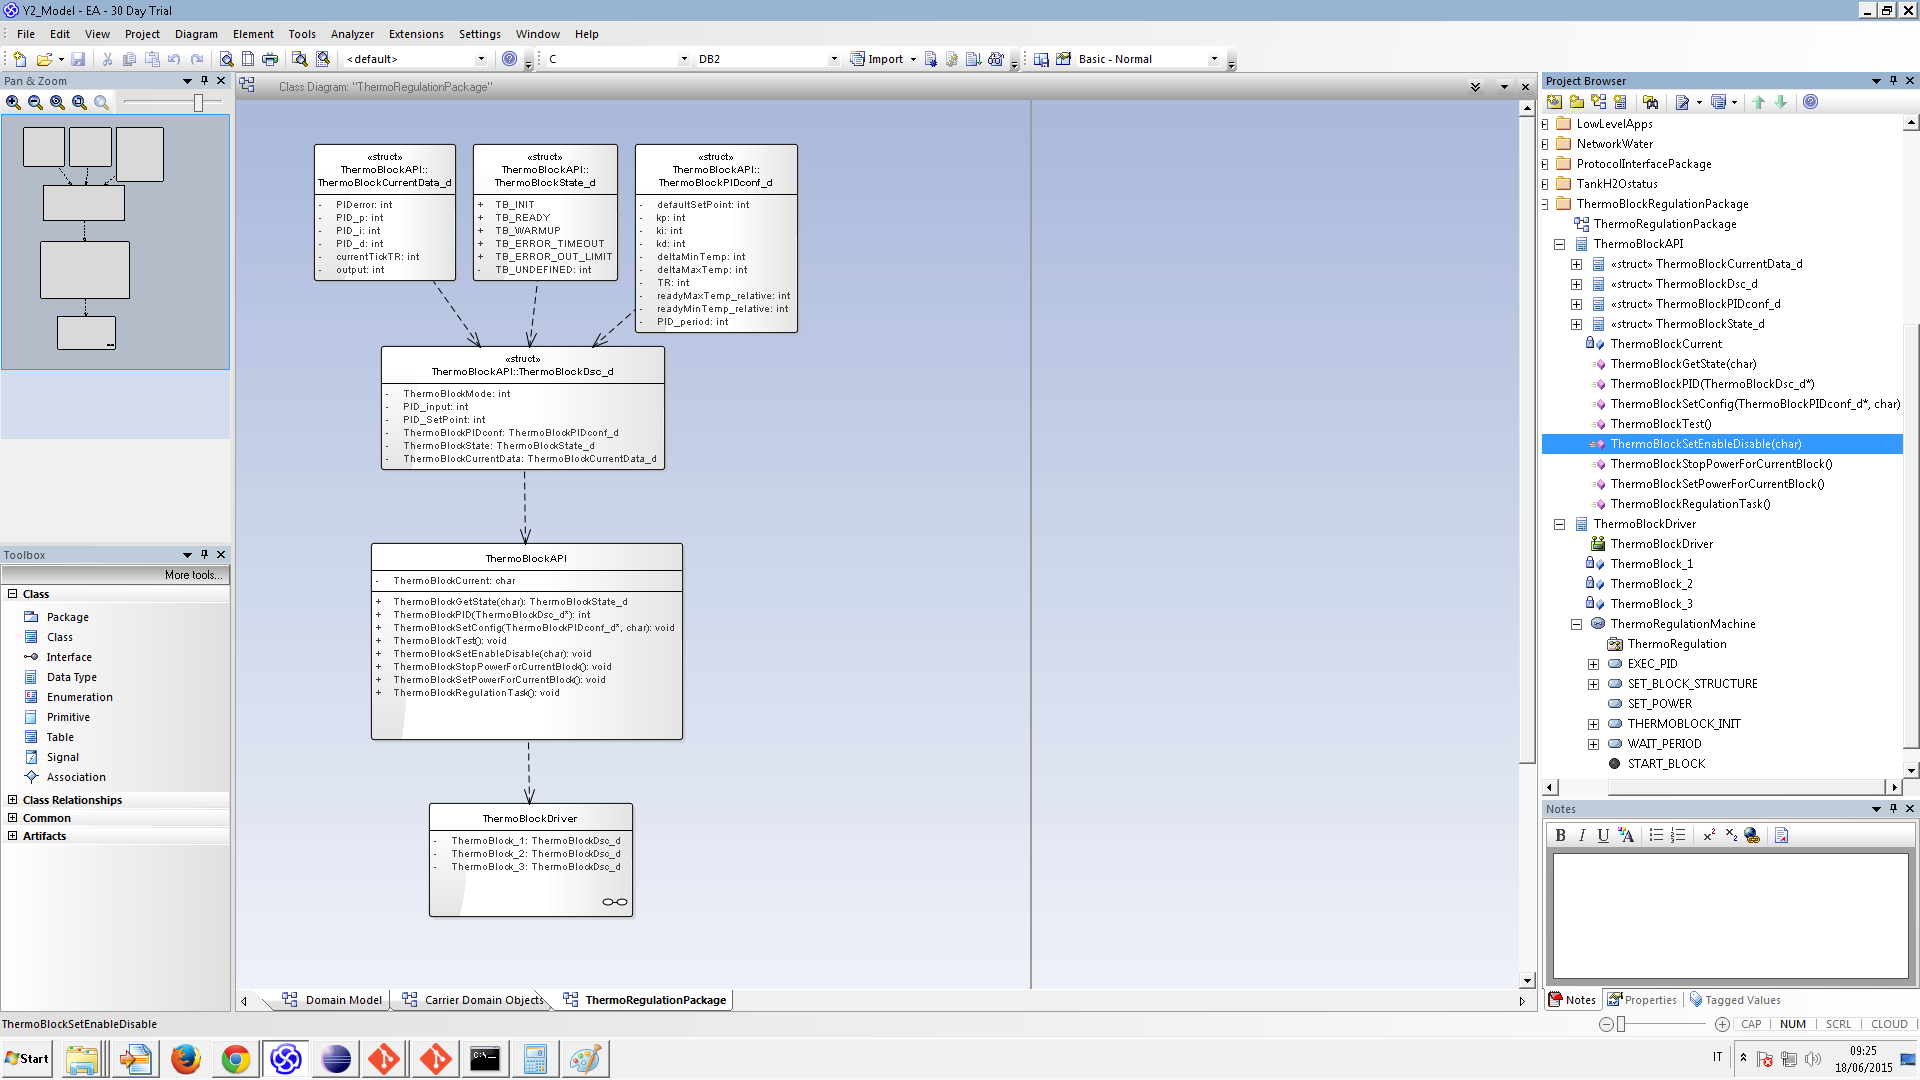 Y2_Model - EA - 30 Day Trial
File Edit View Project Diagram Element Tools Analyzer Extensions Settings Window Help
<default> C DB2 Import Basic - Normal
Pan & Zoom
Toolbox
More tools...
Class
Package
Class
Interface
Data Type
Enumeration
Primitive
Table
Signal
Association
Class Relationships
Common
Artifacts
Class Diagram: "ThermoRegulationPackage"
«struct»
ThermoBlockAPI::
ThermoBlockCurrentData_d
- PIDerror: int
- PID_p: int
- PID_i: int
- PID_d: int
- currentTickTR: int
- output: int
«struct»
ThermoBlockAPI::
ThermoBlockState_d
+ TB_INIT
+ TB_READY
+ TB_WARMUP
+ TB_ERROR_TIMEOUT
+ TB_ERROR_OUT_LIMIT
- TB_UNDEFINED: int
«struct»
ThermoBlockAPI::
ThermoBlockPIDconf_d
- defaultSetPoint: int
- kp: int
- ki: int
- kd: int
- deltaMinTemp: int
- deltaMaxTemp: int
- TR: int
- readyMaxTemp_relative: int
- readyMinTemp_relative: int
- PID_period: int
«struct»
ThermoBlockAPI::ThermoBlockDsc_d
- ThermoBlockMode: int
- PID_input: int
- PID_SetPoint: int
- ThermoBlockPIDconf: ThermoBlockPIDconf_d
- ThermoBlockState: ThermoBlockState_d
- ThermoBlockCurrentData: ThermoBlockCurrentData_d
ThermoBlockAPI
- ThermoBlockCurrent: char
+ ThermoBlockGetState(char): ThermoBlockState_d
+ ThermoBlockPID(ThermoBlockDsc_d*): int
+ ThermoBlockSetConfig(ThermoBlockPIDconf_d*, char): void
+ ThermoBlockTest(): void
+ ThermoBlockSetEnableDisable(char): void
+ ThermoBlockStopPowerForCurrentBlock(): void
+ ThermoBlockSetPowerForCurrentBlock(): void
+ ThermoBlockRegulationTask(): void
ThermoBlockDriver
- ThermoBlock_1: ThermoBlockDsc_d
- ThermoBlock_2: ThermoBlockDsc_d
- ThermoBlock_3: ThermoBlockDsc_d
Domain Model Carrier Domain Objects ThermoRegulationPackage
Project Browser
LowLevelApps
NetworkWater
ProtocolInterfacePackage
TankH2Ostatus
ThermoBlockRegulationPackage
ThermoRegulationPackage
ThermoBlockAPI
«struct» ThermoBlockCurrentData_d
«struct» ThermoBlockDsc_d
«struct» ThermoBlockPIDconf_d
«struct» ThermoBlockState_d
ThermoBlockCurrent
ThermoBlockGetState(char)
ThermoBlockPID(ThermoBlockDsc_d*)
ThermoBlockSetConfig(ThermoBlockPIDconf_d*, char)
ThermoBlockTest()
ThermoBlockSetEnableDisable(char)
ThermoBlockStopPowerForCurrentBlock()
ThermoBlockSetPowerForCurrentBlock()
ThermoBlockRegulationTask()
ThermoBlockDriver
ThermoBlockDriver
ThermoBlock_1
ThermoBlock_2
ThermoBlock_3
ThermoRegulationMachine
ThermoRegulation
EXEC_PID
SET_BLOCK_STRUCTURE
SET_POWER
THERMOBLOCK_INIT
WAIT_PERIOD
START_BLOCK
Notes
B I U A x² x₂
Notes Properties Tagged Values
ThermoBlockSetEnableDisable
CAP NUM SCRL CLOUD
Start
C:\
IT
09:25
18/06/2015